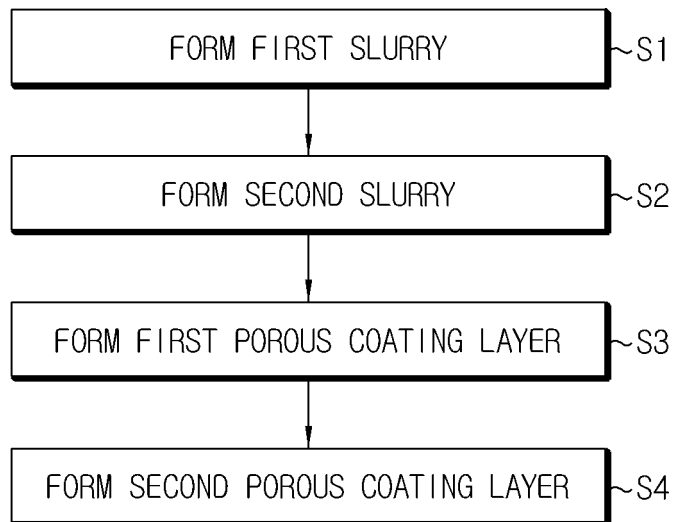 FORM FIRST SLURRY ~S1
FORM SECOND SLURRY ~S2
FORM FIRST POROUS COATING LAYER ~S3
FORM SECOND POROUS COATING LAYER ~S4